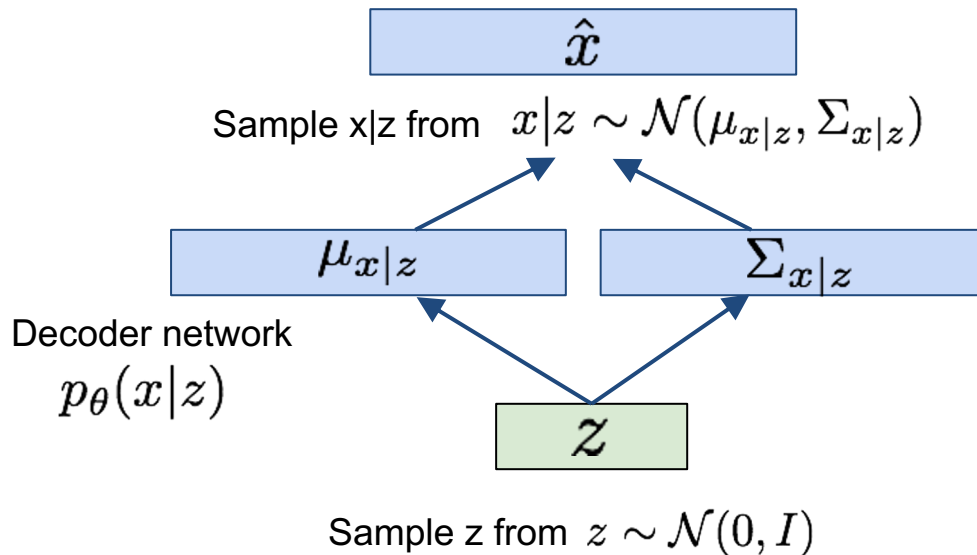 x̂
Sample x|z from x|z ∼ 𝒩(μ_{x|z}, Σ_{x|z})
μ_{x|z} Σ_{x|z}
Decoder network
p_θ(x|z)
z
Sample z from z ∼ 𝒩(0, I)